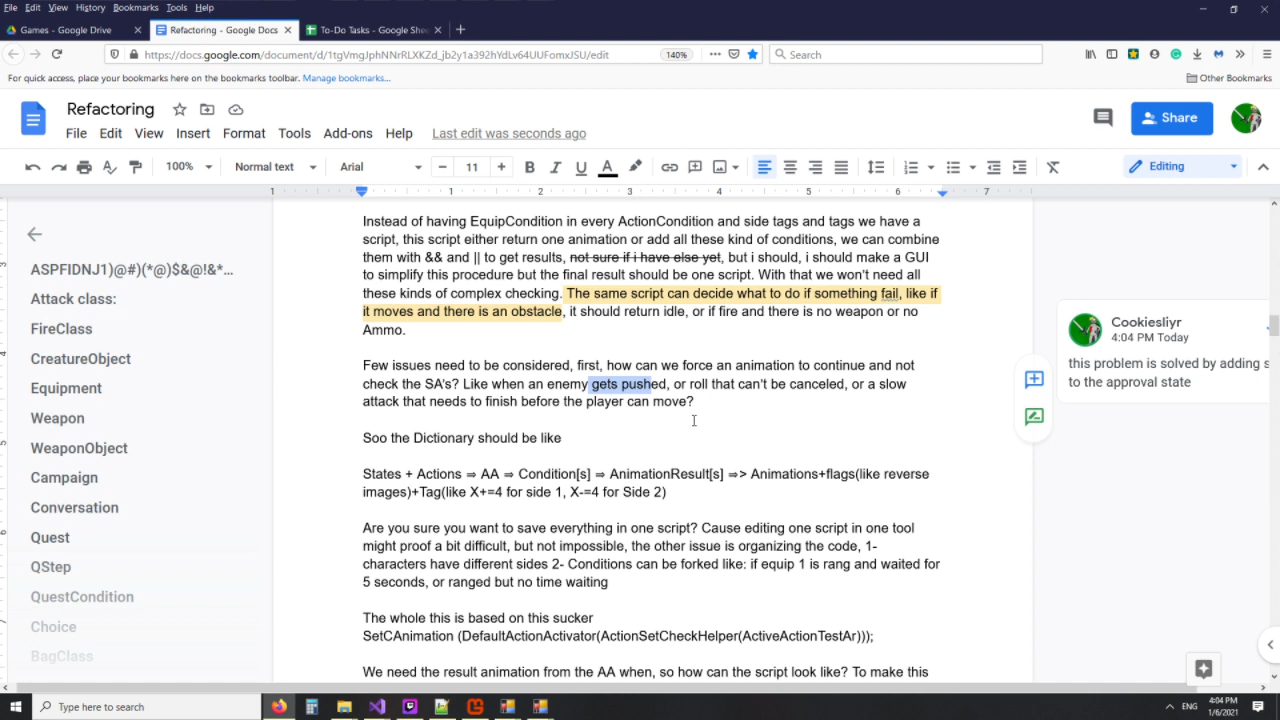 File Edit View History Bookmarks Tools Help
Games - Google Drive
Refactoring - Google Docs
To-Do Tasks - Google She
https://docs.google.com/document/d/1tgVmgJphNNrRLXKZd_jb2y1a392hYdLv64UUFomxJSU/edit
140%
Search
For quick access, place your bookmarks here on the bookmarks toolbar. Manage bookmarks...
Other Bookmarks
Refactoring
File Edit View Insert Format Tools Add-ons Help Last edit was seconds ago
Share
100% Normal text Arial 11 B I U A Editing
1 1 2 3 4 5 6 7
ASPFIDNJ1)@#)(*@)$&@!&*...
Attack class:
FireClass
CreatureObject
Equipment
Weapon
WeaponObject
Campaign
Conversation
Quest
QStep
QuestCondition
Choice
BagClass
Instead of having EquipCondition in every ActionCondition and side tags and tags we have a
script, this script either return one animation or add all these kind of conditions, we can combine
them with && and || to get results, not sure if i have else yet, but i should, i should make a GUI
to simplify this procedure but the final result should be one script. With that we won't need all
these kinds of complex checking. The same script can decide what to do if something fail, like if
it moves and there is an obstacle, it should return idle, or if fire and there is no weapon or no
Ammo.
Few issues need to be considered, first, how can we force an animation to continue and not
check the SA's? Like when an enemy gets pushed, or roll that can't be canceled, or a slow
attack that needs to finish before the player can move?
Soo the Dictionary should be like
States + Actions ⇒ AA ⇒ Condition[s] ⇒ AnimationResult[s] ⇒> Animations+flags(like reverse
images)+Tag(like X+=4 for side 1, X-=4 for Side 2)
Are you sure you want to save everything in one script? Cause editing one script in one tool
might proof a bit difficult, but not impossible, the other issue is organizing the code, 1-
characters have different sides 2- Conditions can be forked like: if equip 1 is rang and waited for
5 seconds, or ranged but no time waiting
The whole this is based on this sucker
SetCAnimation (DefaultActionActivator(ActionSetCheckHelper(ActiveActionTestAr)));
We need the result animation from the AA when, so how can the script look like? To make this
Cookiesliyr
4:04 PM Today
this problem is solved by adding s
to the approval state
Type here to search
ENG
4:04 PM
1/6/2021